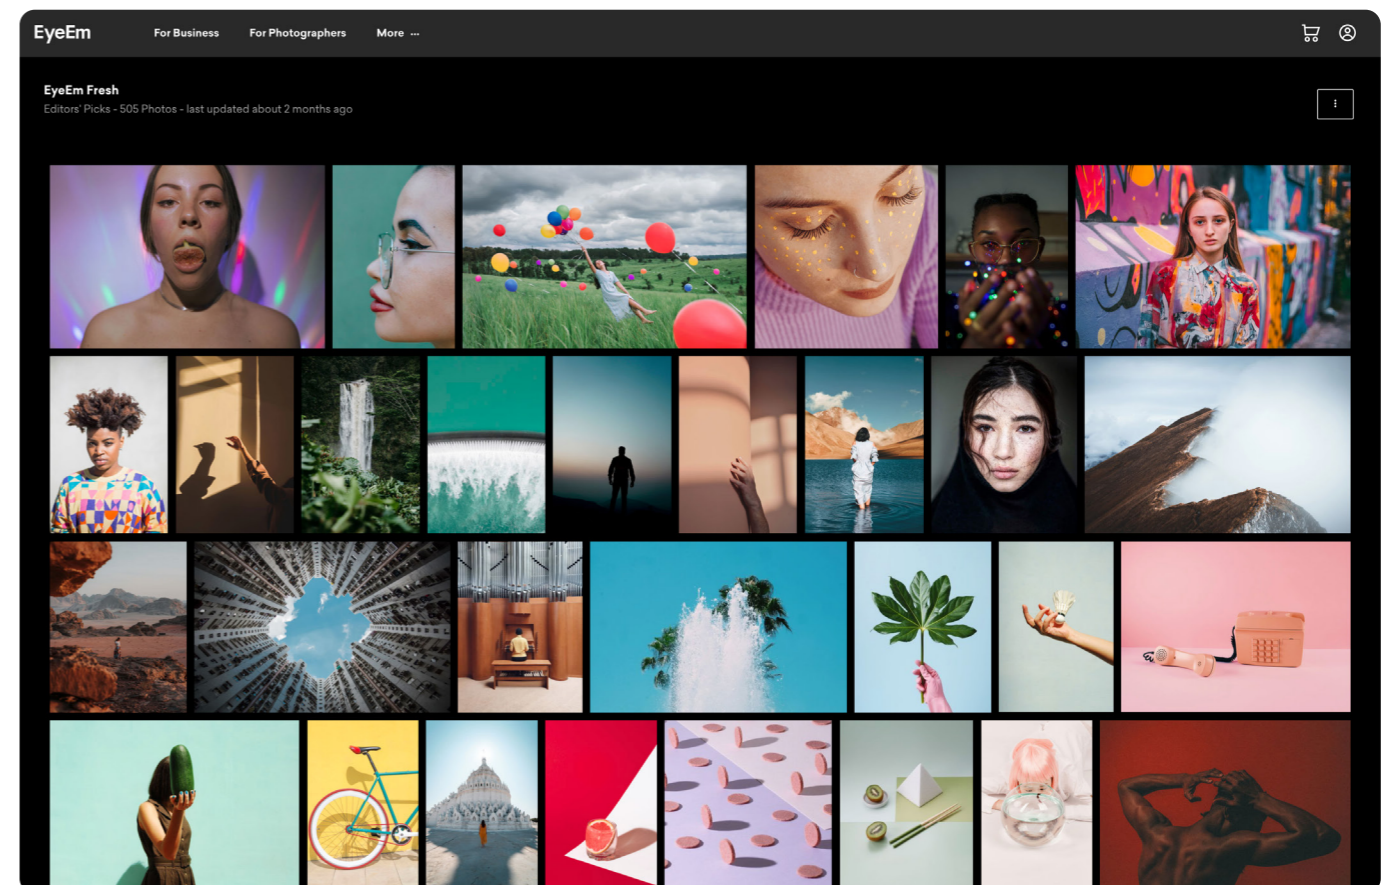 EyeEm
For Business
For Photographers
More ···
EyeEm Fresh
Editors' Picks - 505 Photos - last updated about 2 months ago